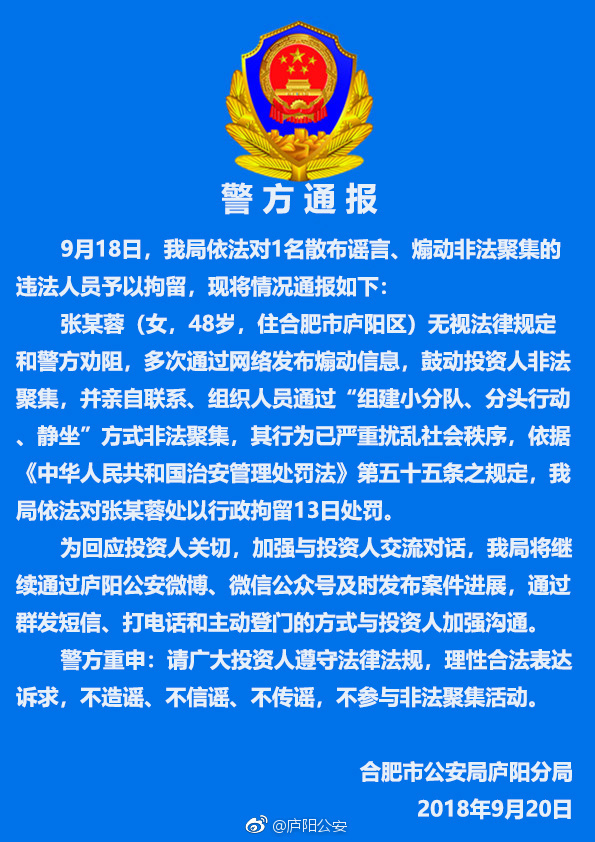 警方通报
9月18日，我局依法对1名散布谣言、煽动非法聚集的
违法人员予以拘留，现将情况通报如下：
张某蓉（女，48岁，住合肥市庐阳区）无视法律规定
和警方劝阻，多次通过网络发布煽动信息，鼓动投资人非法
聚集，并亲自联系、组织人员通过“组建小分队、分头行动
、静坐”方式非法聚集，其行为已严重扰乱社会秩序，依据
《中华人民共和国治安管理处罚法》第五十五条之规定，我
局依法对张某蓉处以行政拘留13日处罚。
为回应投资人关切，加强与投资人交流对话，我局将继
续通过庐阳公安微博、微信公众号及时发布案件进展，通过
群发短信、打电话和主动登门的方式与投资人加强沟通。
警方重申：请广大投资人遵守法律法规，理性合法表达
诉求，不造谣、不信谣、不传谣，不参与非法聚集活动。
合肥市公安局庐阳分局
2018年9月20日
@庐阳公安